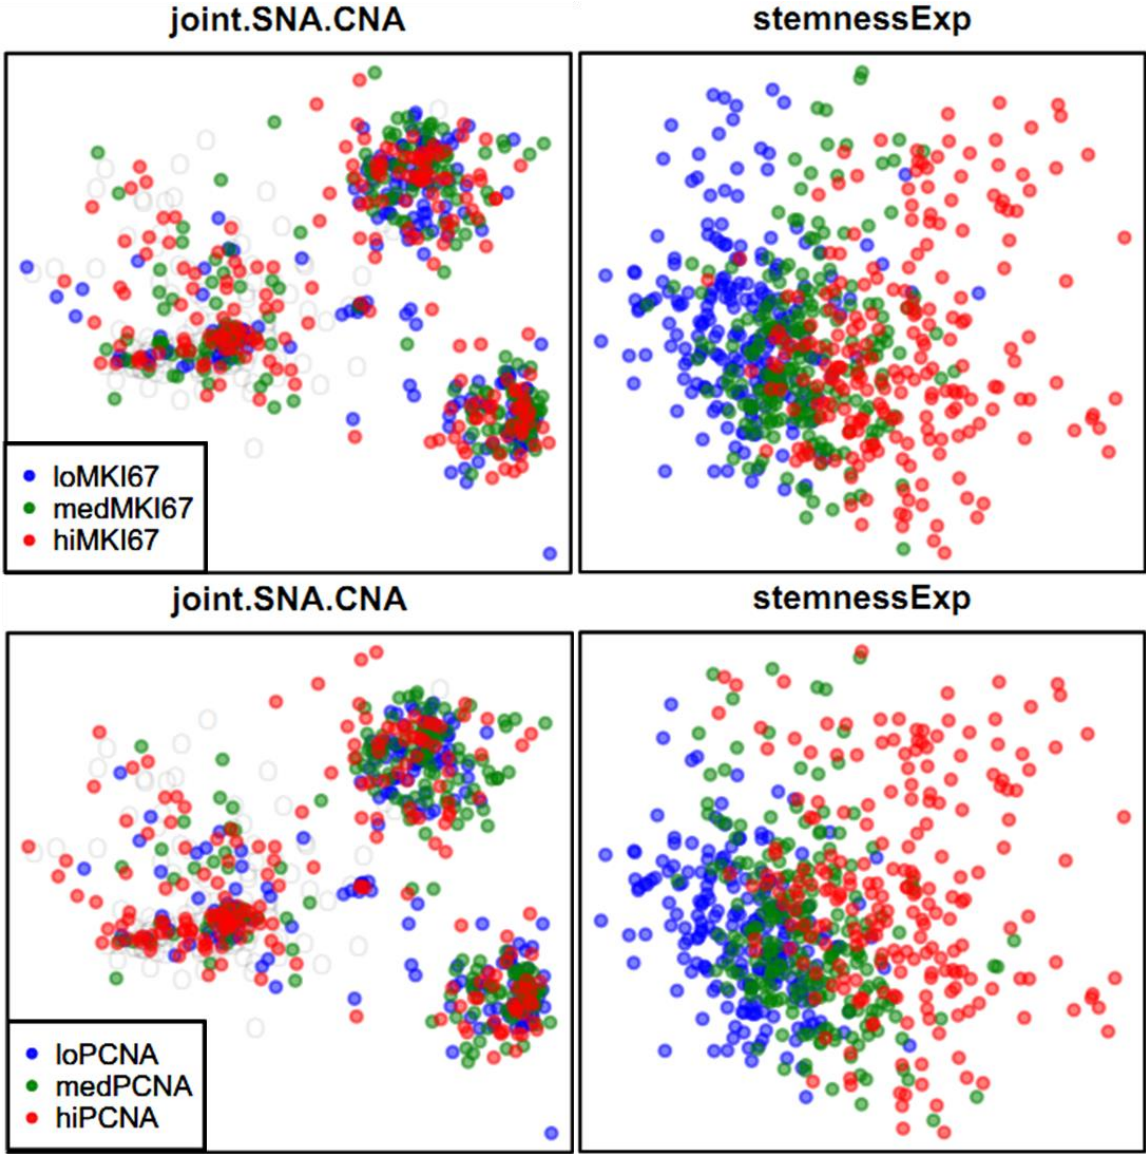 joint.SNA.CNA
stemnessExp
loMKI67
medMKI67
hiMKI67
joint.SNA.CNA
stemnessExp
loPCNA
medPCNA
hiPCNA